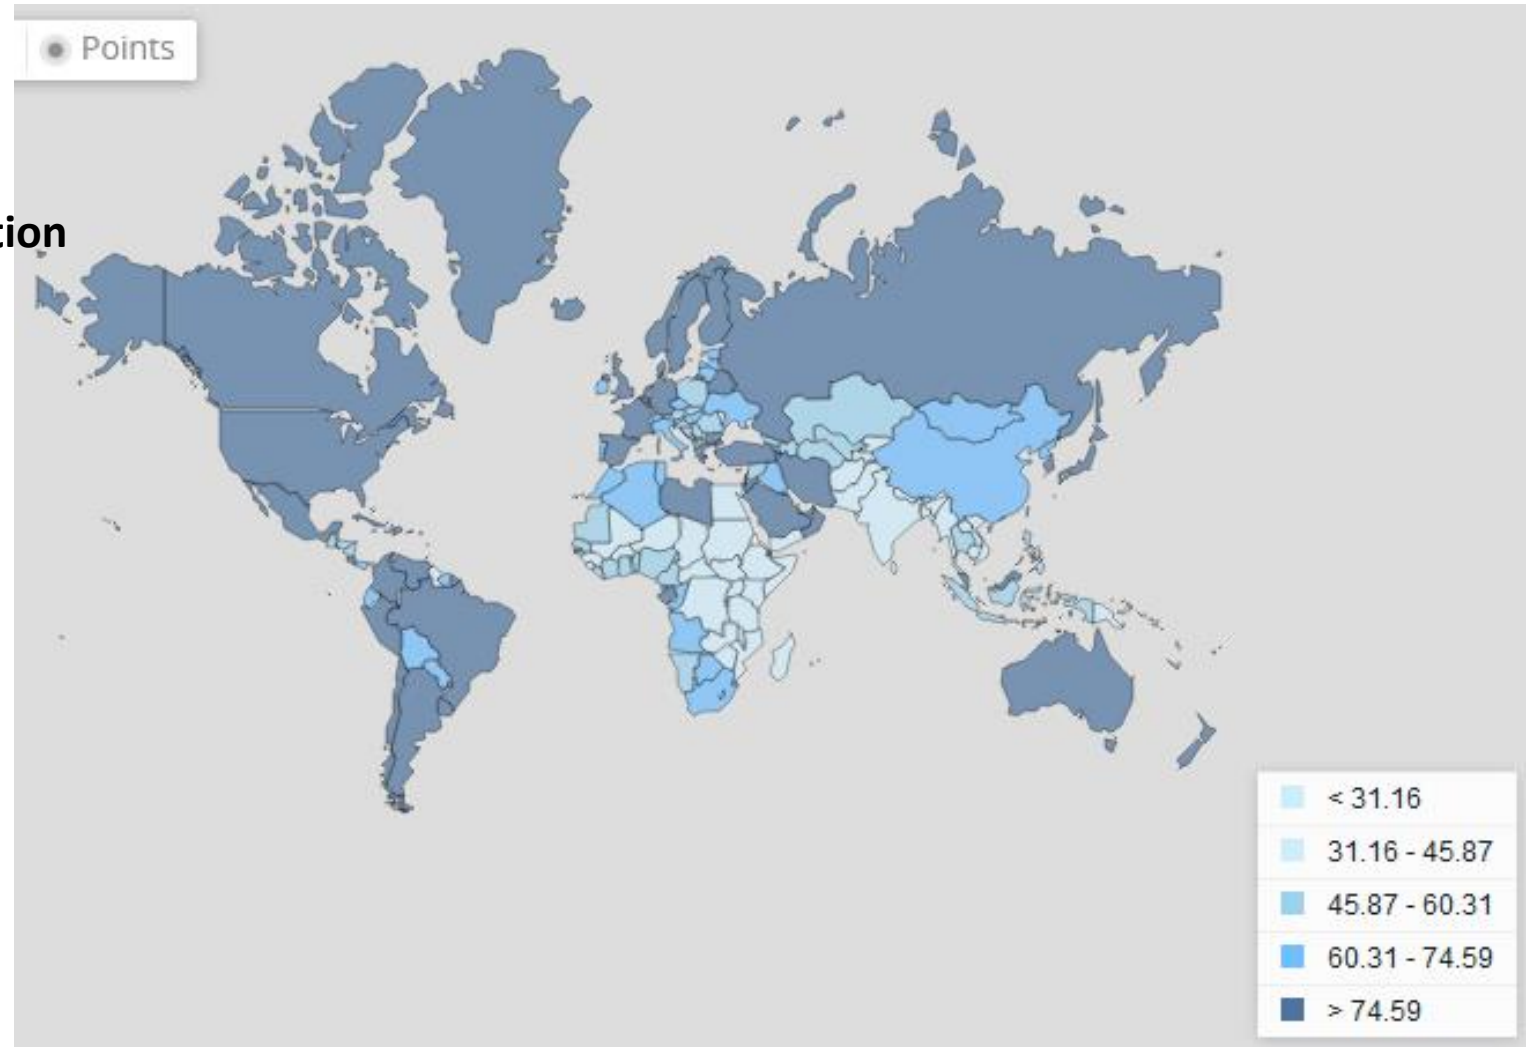 Points
tion
< 31.16
31.16 - 45.87
45.87 - 60.31
60.31 - 74.59
> 74.59